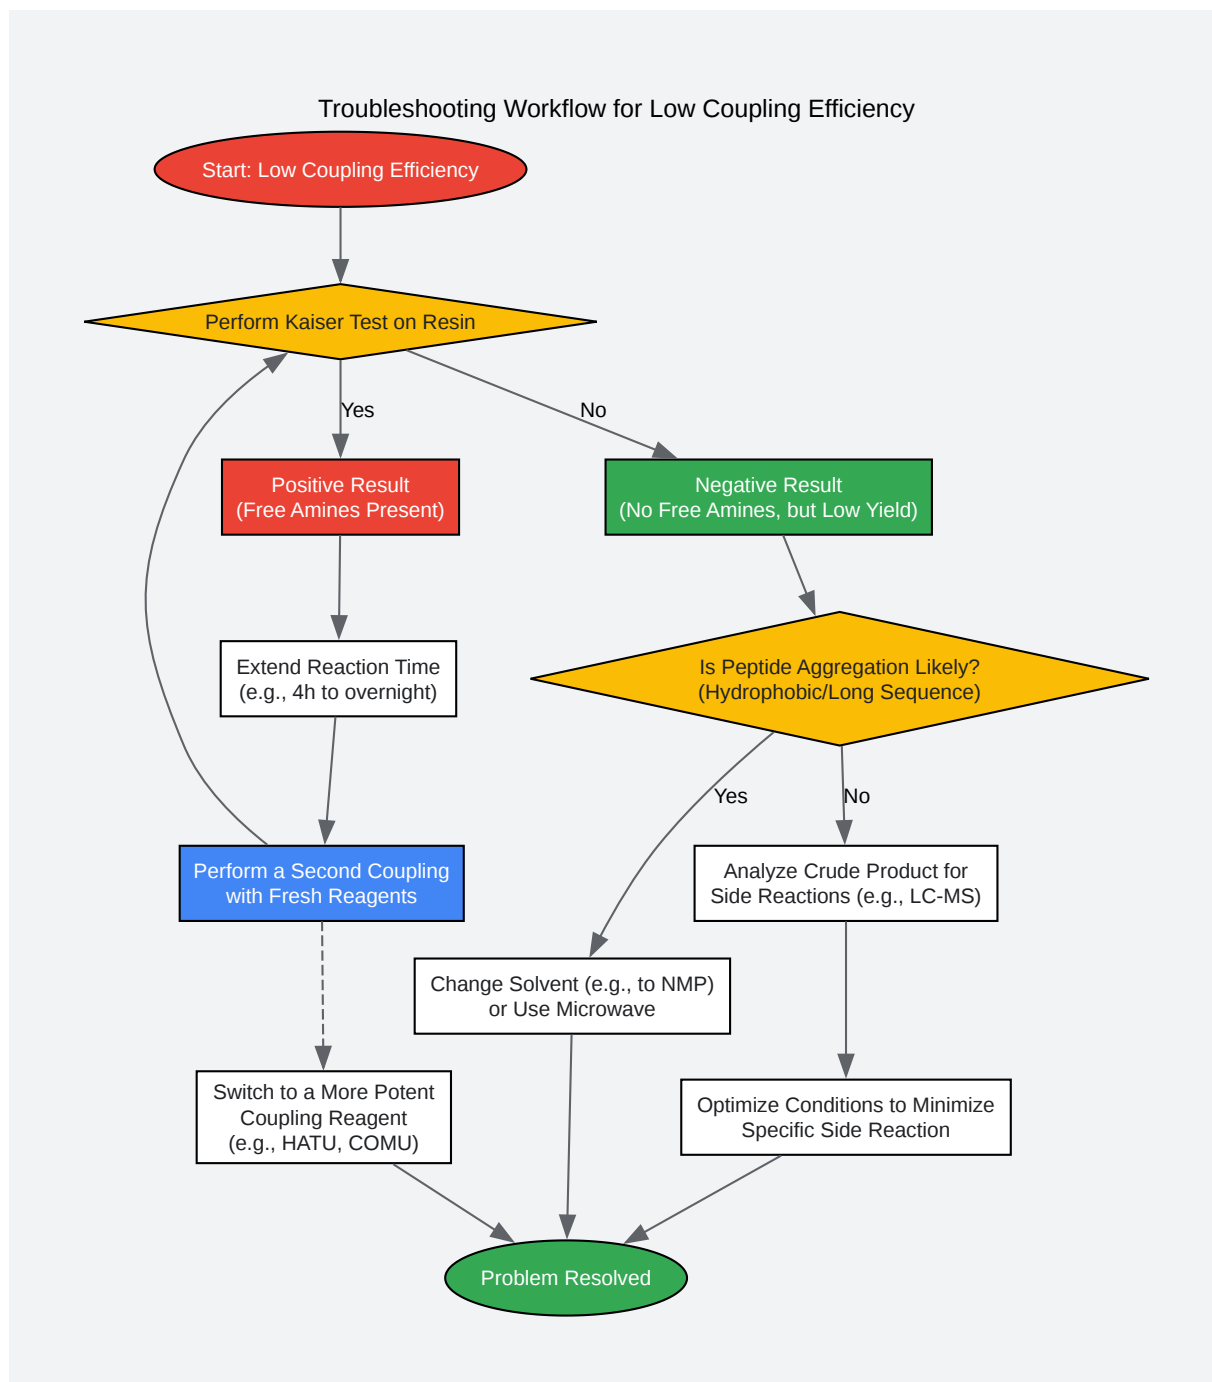 Troubleshooting Workflow for Low Coupling Efficiency
Start: Low Coupling Efficiency
Perform Kaiser Test on Resin
Yes
No
Positive Result
(Free Amines Present)
Negative Result
(No Free Amines, but Low Yield)
Extend Reaction Time
(e.g., 4h to overnight)
Is Peptide Aggregation Likely?
(Hydrophobic/Long Sequence)
Yes
No
Perform a Second Coupling
with Fresh Reagents
Analyze Crude Product for
Side Reactions (e.g., LC-MS)
Change Solvent (e.g., to NMP)
or Use Microwave
Switch to a More Potent
Coupling Reagent
(e.g., HATU, COMU)
Optimize Conditions to Minimize
Specific Side Reaction
Problem Resolved